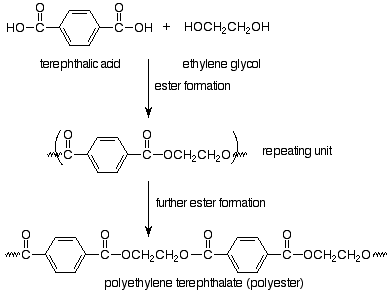 O O
HO—C C—OH + HOCH₂CH₂OH
terephthalic acid ethylene glycol
ester formation
O O
C C—OCH₂CH₂O repeating unit
further ester formation
O O O O
C C—OCH₂CH₂OC C—OCH₂CH₂O
polyethylene terephthalate (polyester)